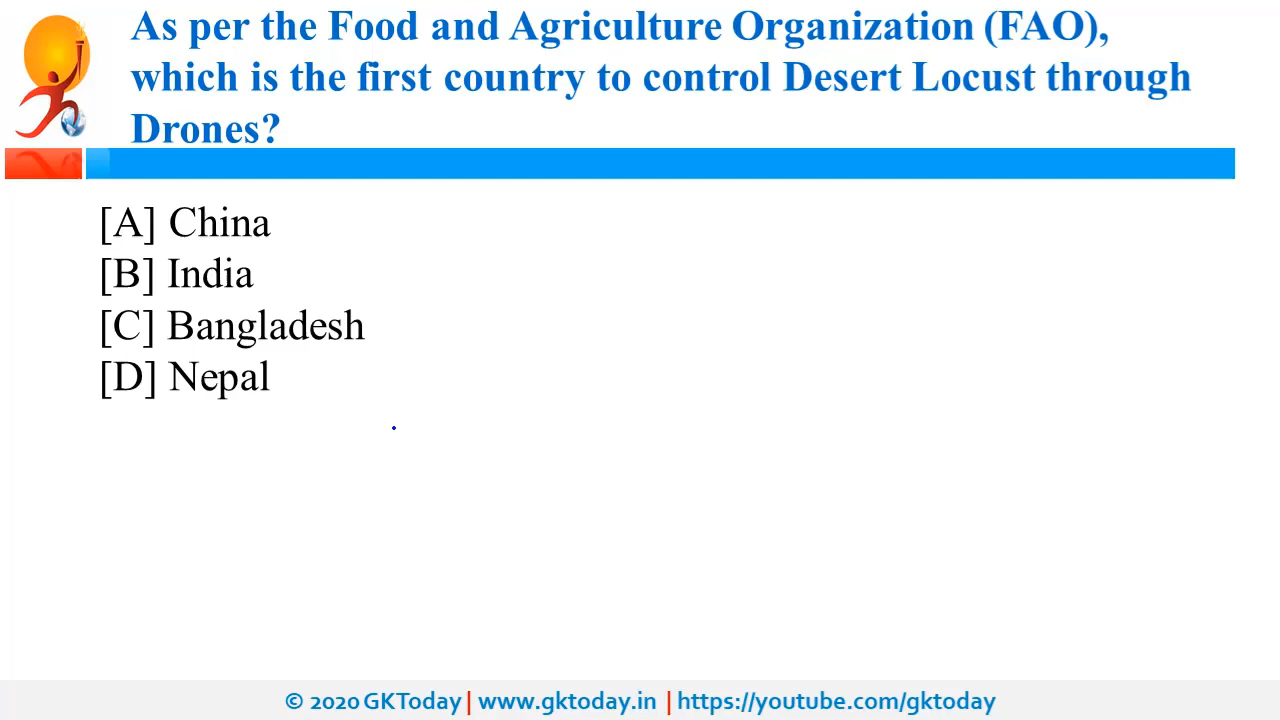 As per the Food and Agriculture Organization (FAO),
which is the first country to control Desert Locust through
Drones?
[A] China
[B] India
[C] Bangladesh
[D] Nepal
© 2020 GKToday | www.gktoday.in | https://youtube.com/gktoday